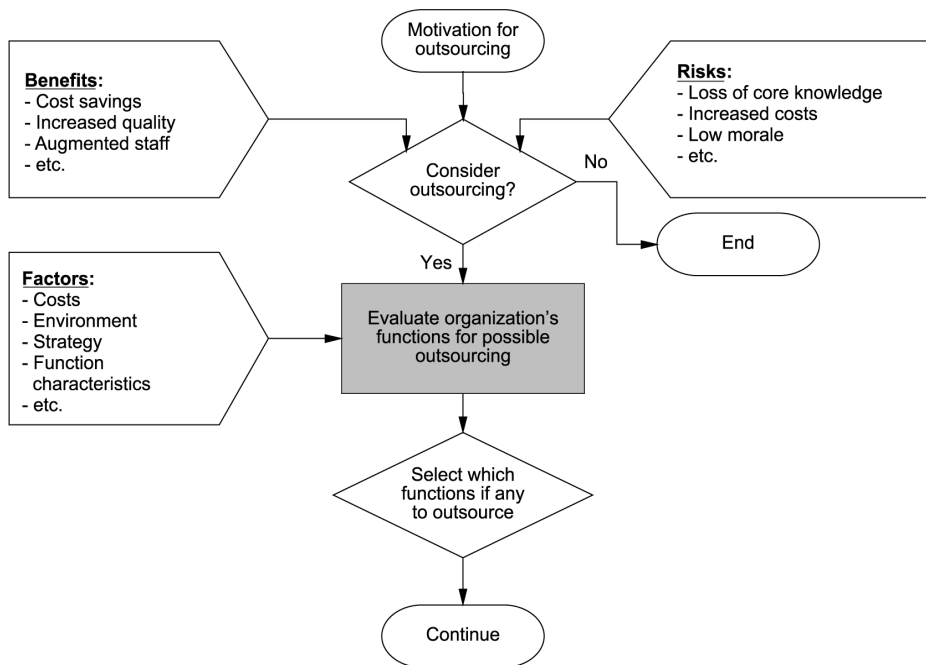 Motivation for
outsourcing
Benefits:
- Cost savings
- Increased quality
- Augmented staff
- etc.
Risks:
- Loss of core knowledge
- Increased costs
- Low morale
- etc.
Consider
outsourcing?
No
End
Yes
Factors:
- Costs
- Environment
- Strategy
- Function
characteristics
- etc.
Evaluate organization's
functions for possible
outsourcing
Select which
functions if any
to outsource
Continue